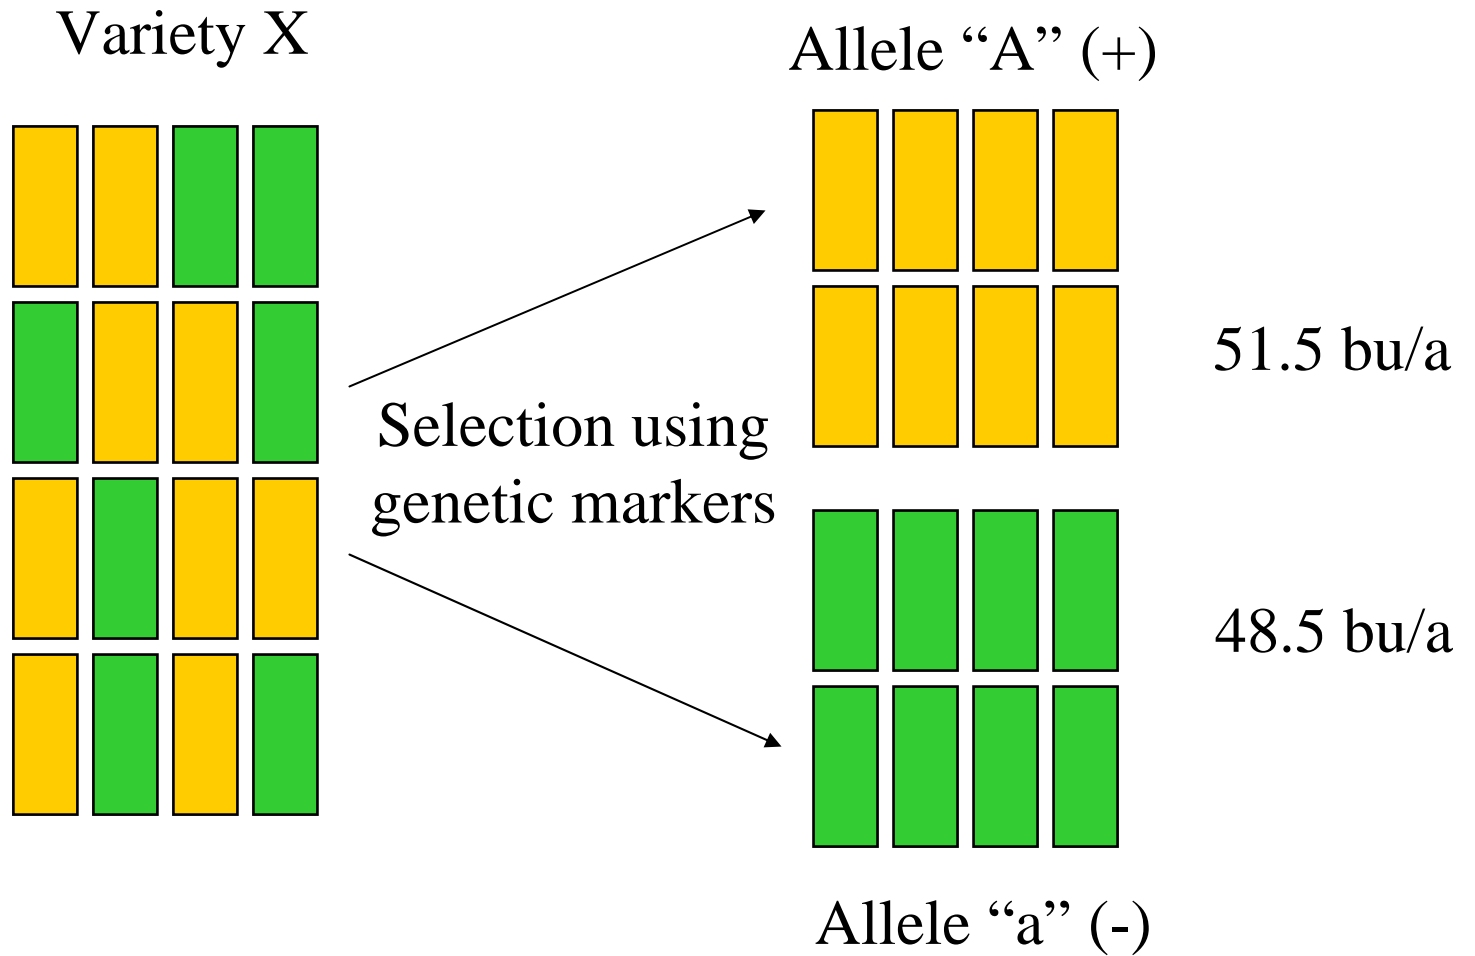 Variety X
Allele “A” (+)
51.5 bu/a
Selection using
genetic markers
48.5 bu/a
Allele “a” (-)